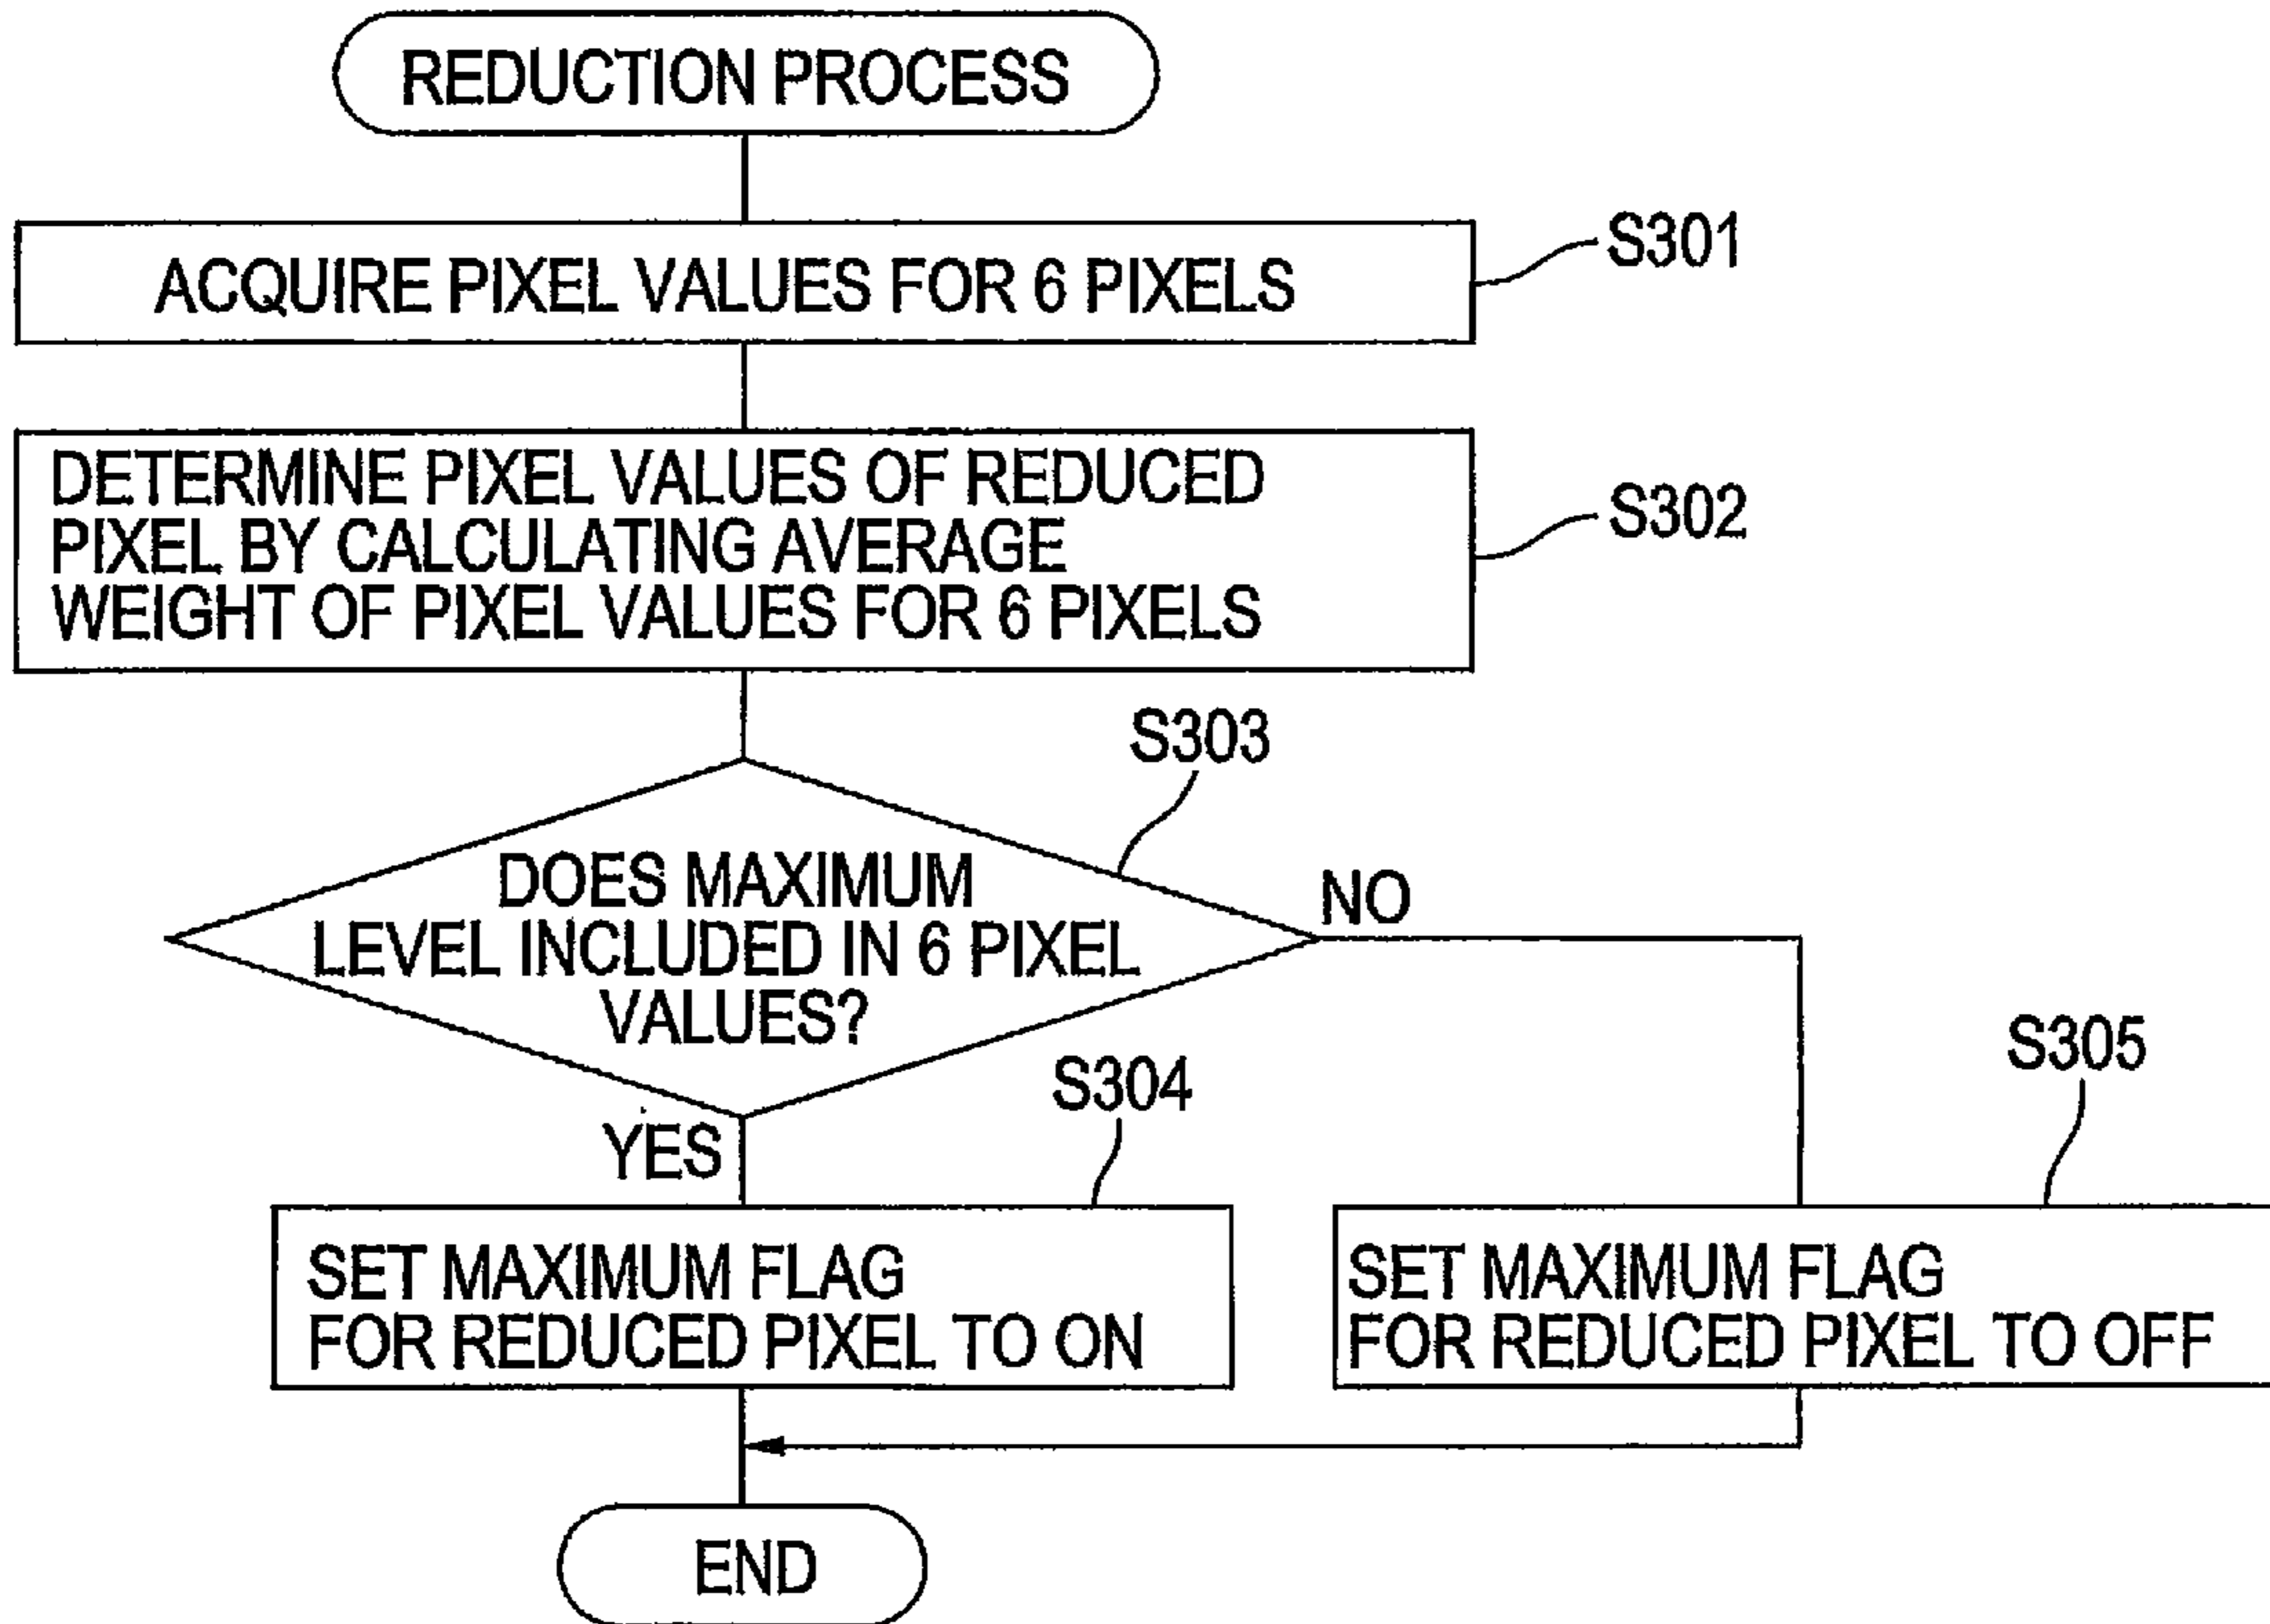 REDUCTION PROCESS
ACQUIRE PIXEL VALUES FOR 6 PIXELS
S301
DETERMINE PIXEL VALUES OF REDUCED
PIXEL BY CALCULATING AVERAGE
WEIGHT OF PIXEL VALUES FOR 6 PIXELS
S302
S303
DOES MAXIMUM
LEVEL INCLUDED IN 6 PIXEL
VALUES?
NO
YES
S304
SET MAXIMUM FLAG
FOR REDUCED PIXEL TO ON
S305
SET MAXIMUM FLAG
FOR REDUCED PIXEL TO OFF
END